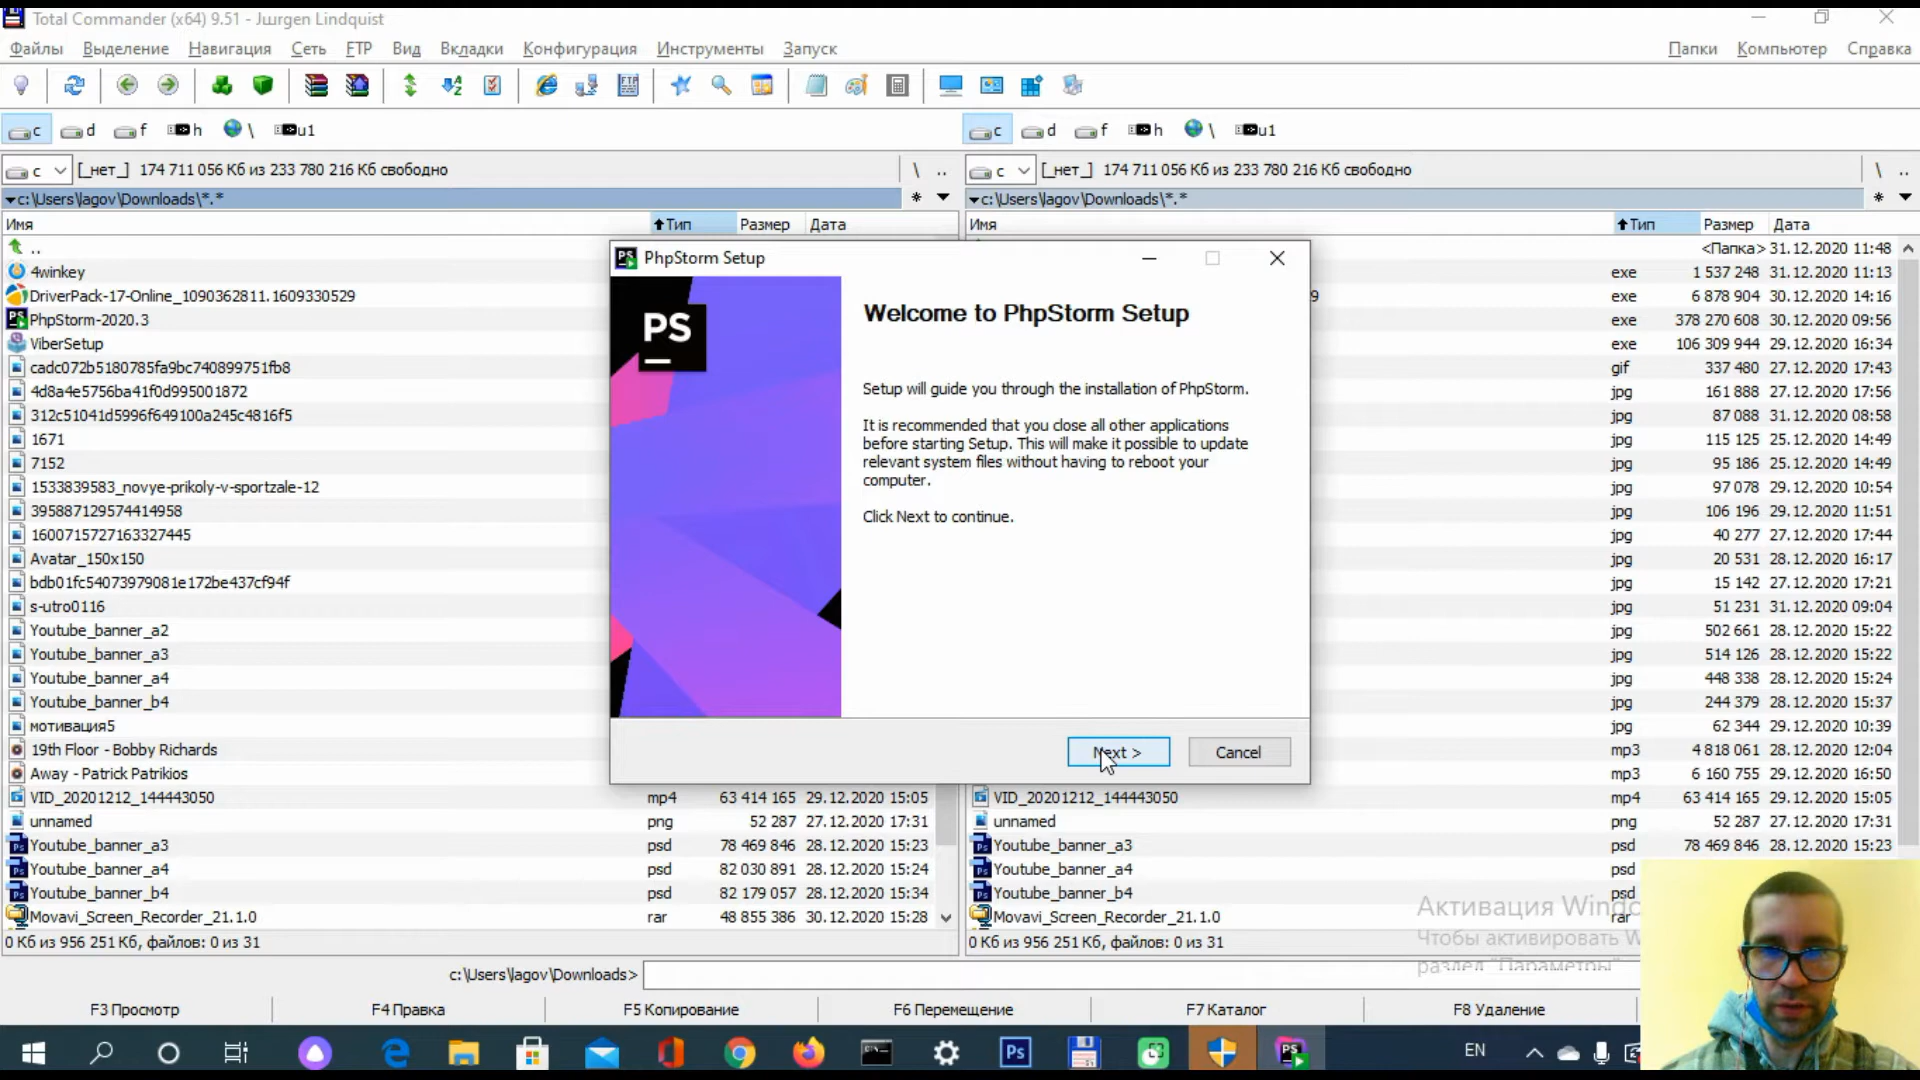 Total Commander (x64) 9.51 - Jшrgen Lindquist
Файлы Выделение Навигация Сеть FTP Вид Вкладки Конфигурация Инструменты Запуск Папки Компьютер Справка
c d f h \ u1 c d f h \ u1
c [_нет_] 174 711 056 Кб из 233 780 216 Кб свободно \ .. c [_нет_] 174 711 056 Кб из 233 780 216 Кб свободно \ ..
c:\Users\lagov\Downloads\*.* * c:\Users\lagov\Downloads\*.* *
Имя Тип Размер Дата Имя Тип Размер Дата
.. <Папка> 31.12.2020 11:48
4winkey exe 1 537 248 31.12.2020 11:13
DriverPack-17-Online_1090362811.1609330529 9 exe 6 878 904 30.12.2020 14:16
PhpStorm-2020.3 exe 378 270 608 30.12.2020 09:56
ViberSetup exe 106 309 944 29.12.2020 16:34
cadc072b5180785fa9bc740899751fb8 gif 337 480 27.12.2020 17:43
4d8a4e5756ba41f0d995001872 jpg 161 888 27.12.2020 17:56
312c51041d5996f649100a245c4816f5 jpg 87 088 31.12.2020 08:58
1671 jpg 115 125 25.12.2020 14:49
7152 jpg 95 186 25.12.2020 14:49
1533839583_novye-prikoly-v-sportzale-12 jpg 97 078 29.12.2020 10:54
395887129574414958 jpg 106 196 29.12.2020 11:51
1600715727163327445 jpg 40 277 27.12.2020 17:44
Avatar_150x150 jpg 20 531 28.12.2020 16:17
bdb01fc54073979081e172be437cf94f jpg 15 142 27.12.2020 17:21
s-utro0116 jpg 51 231 31.12.2020 09:04
Youtube_banner_a2 jpg 502 661 28.12.2020 15:22
Youtube_banner_a3 jpg 514 126 28.12.2020 15:22
Youtube_banner_a4 jpg 448 338 28.12.2020 15:24
Youtube_banner_b4 jpg 244 379 28.12.2020 15:37
мотивация5 jpg 62 344 29.12.2020 10:39
19th Floor - Bobby Richards mp3 4 818 061 28.12.2020 12:04
Away - Patrick Patrikios mp3 6 160 755 29.12.2020 16:50
VID_20201212_144443050 mp4 63 414 165 29.12.2020 15:05 VID_20201212_144443050 mp4 63 414 165 29.12.2020 15:05
unnamed png 52 287 27.12.2020 17:31 unnamed png 52 287 27.12.2020 17:31
Youtube_banner_a3 psd 78 469 846 28.12.2020 15:23 Youtube_banner_a3 psd 78 469 846 28.12.2020 15:23
Youtube_banner_a4 psd 82 030 891 28.12.2020 15:24 Youtube_banner_a4 psd
Youtube_banner_b4 psd 82 179 057 28.12.2020 15:34 Youtube_banner_b4 psd
Movavi_Screen_Recorder_21.1.0 rar 48 855 386 30.12.2020 15:28 Movavi_Screen_Recorder_21.1.0 rar
0 Кб из 956 251 Кб, файлов: 0 из 31 0 Кб из 956 251 Кб, файлов: 0 из 31
PhpStorm Setup
PS
Welcome to PhpStorm Setup
Setup will guide you through the installation of PhpStorm.
It is recommended that you close all other applications
before starting Setup. This will make it possible to update
relevant system files without having to reboot your
computer.
Click Next to continue.
Next > Cancel
Активация Windo
Чтобы активировать W
раздел "Параметры"
c:\Users\lagov\Downloads>
F3 Просмотр F4 Правка F5 Копирование F6 Перемещение F7 Каталог F8 Удаление
Ps PS EN